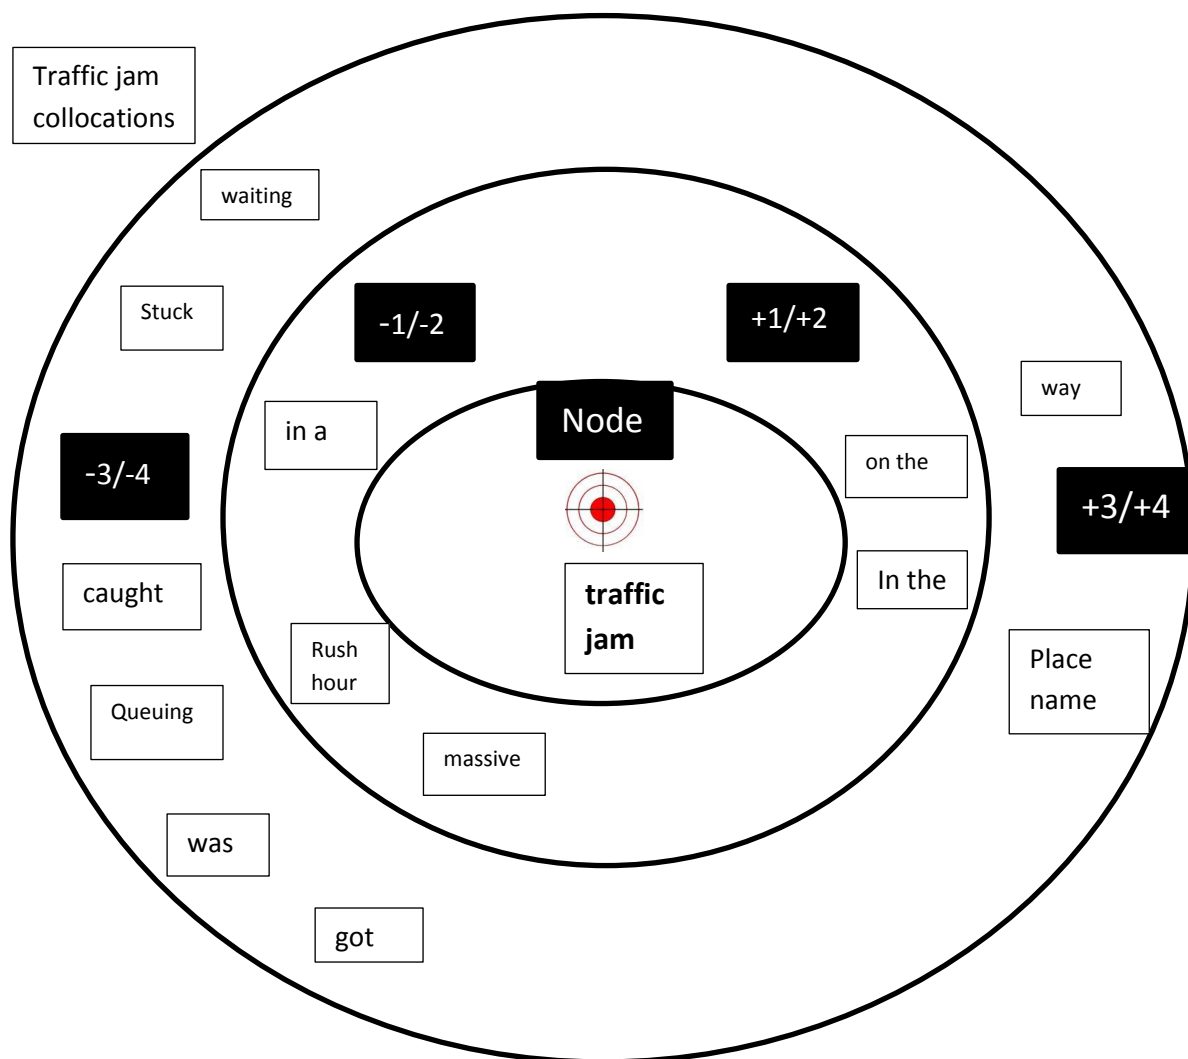 Traffic jam
collocations
waiting
Stuck
-1/-2
+1/+2
way
Node
in a
on the
-3/-4
+3/+4
caught
In the
traffic
jam
Rush
hour
Place
name
Queuing
massive
was
got